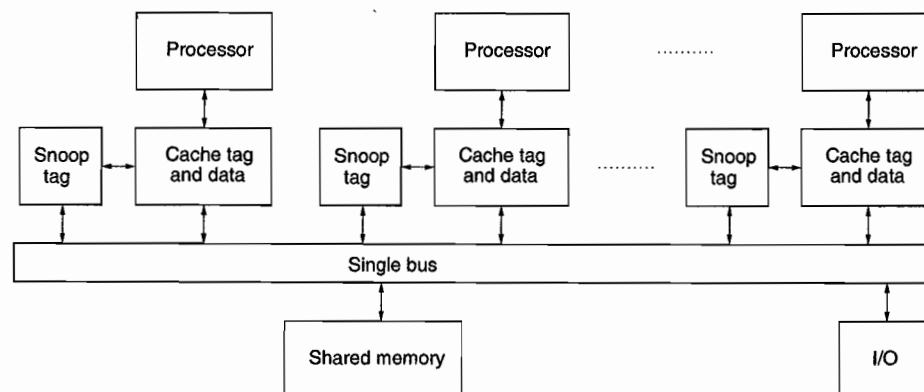 Processor
Processor
..........
Processor
Snoop
tag
Cache tag
and data
Snoop
tag
Cache tag
and data
..........
Snoop
tag
Cache tag
and data
Single bus
Shared memory
I/O